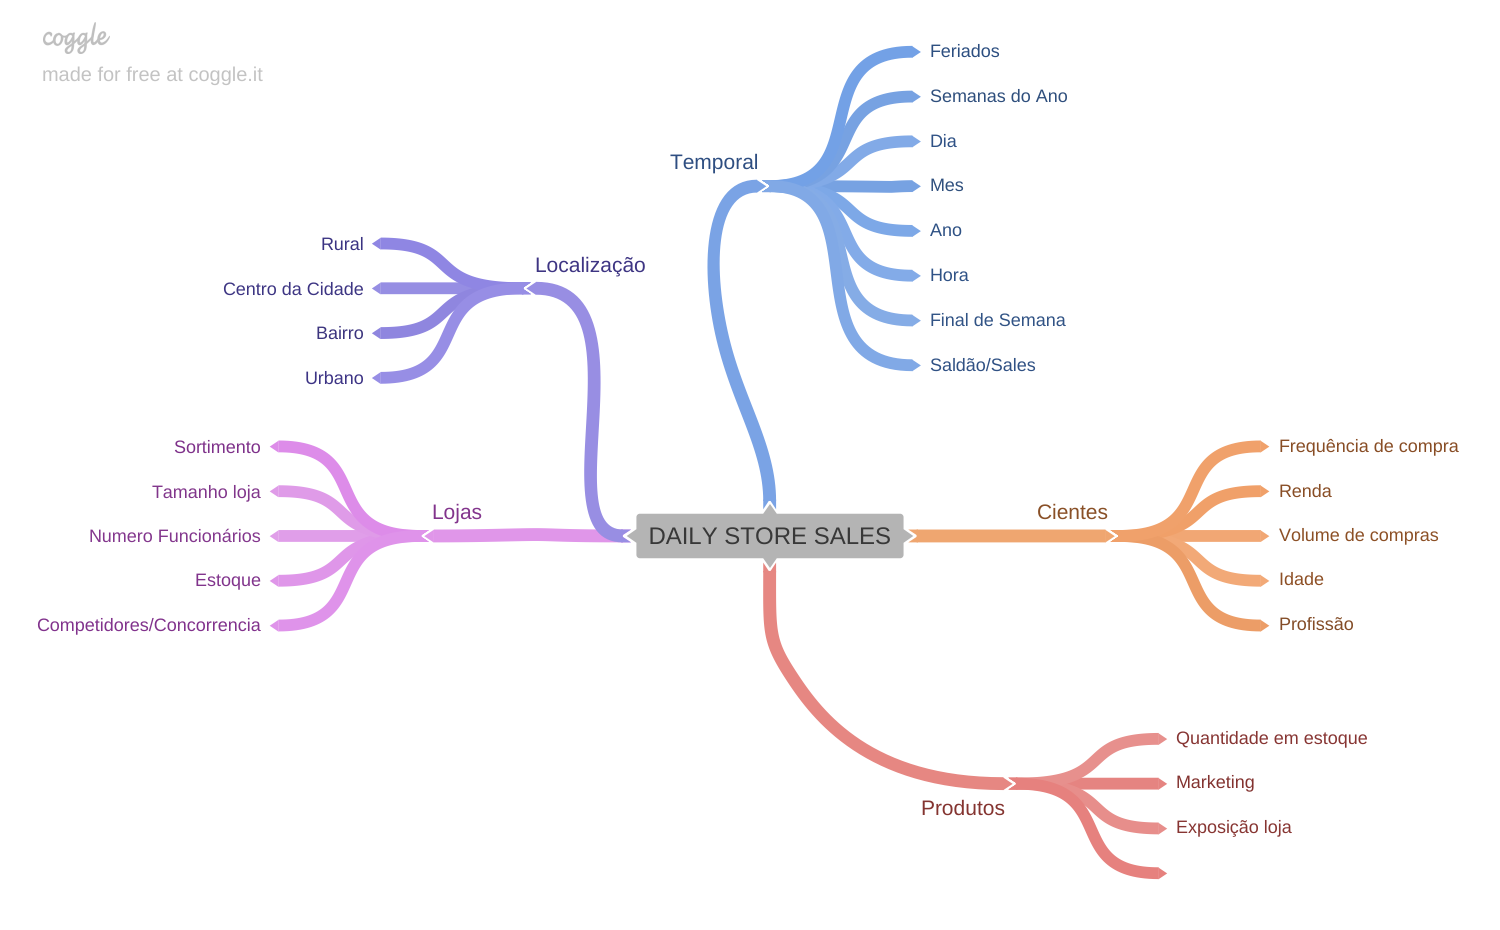 coggle
made for free at coggle.it
DAILY STORE SALES
Temporal
Feriados
Semanas do Ano
Dia
Mes
Ano
Hora
Final de Semana
Saldão/Sales
Cientes
Frequência de compra
Renda
Volume de compras
Idade
Profissão
Produtos
Quantidade em estoque
Marketing
Exposição loja
Localização
Rural
Centro da Cidade
Bairro
Urbano
Lojas
Sortimento
Tamanho loja
Numero Funcionários
Estoque
Competidores/Concorrencia